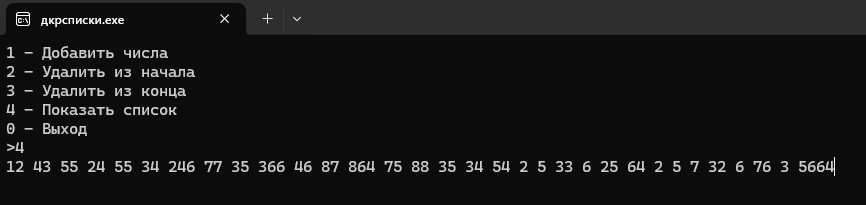 дкрсписки.exe
1 — Добавить числа
2 — Удалить из начала
3 — Удалить из конца
4 — Показать список
0 — Выход
>4
12 43 55 24 55 34 246 77 35 366 46 87 864 75 88 35 34 54 2 5 33 6 25 64 2 5 7 32 6 76 3 5664